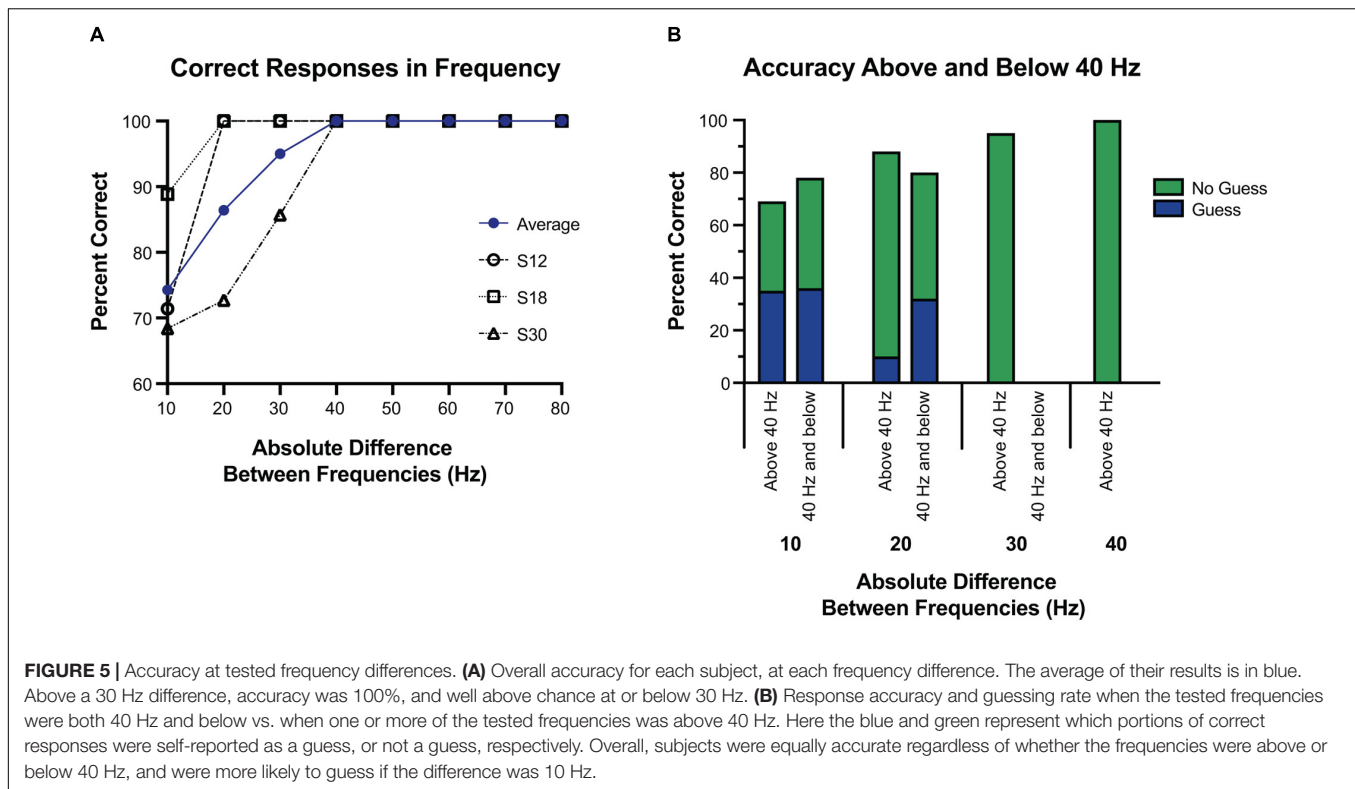 A
Correct Responses in Frequency
100
90
80
70
60
Percent Correct
Average
S12
S18
S30
10 20 30 40 50 60 70 80
Absolute Difference
Between Frequencies (Hz)
B
Accuracy Above and Below 40 Hz
100
80
60
40
20
0
Percent Correct
No Guess
Guess
Above 40 Hz
40 Hz and below
Above 40 Hz
40 Hz and below
Above 40 Hz
40 Hz and below
Above 40 Hz
10 20 30 40
Absolute Difference
Between Frequencies (Hz)
FIGURE 5 | Accuracy at tested frequency differences. (A) Overall accuracy for each subject, at each frequency difference. The average of their results is in blue.
Above a 30 Hz difference, accuracy was 100%, and well above chance at or below 30 Hz. (B) Response accuracy and guessing rate when the tested frequencies
were both 40 Hz and below vs. when one or more of the tested frequencies was above 40 Hz. Here the blue and green represent which portions of correct
responses were self-reported as a guess, or not a guess, respectively. Overall, subjects were equally accurate regardless of whether the frequencies were above or
below 40 Hz, and were more likely to guess if the difference was 10 Hz.